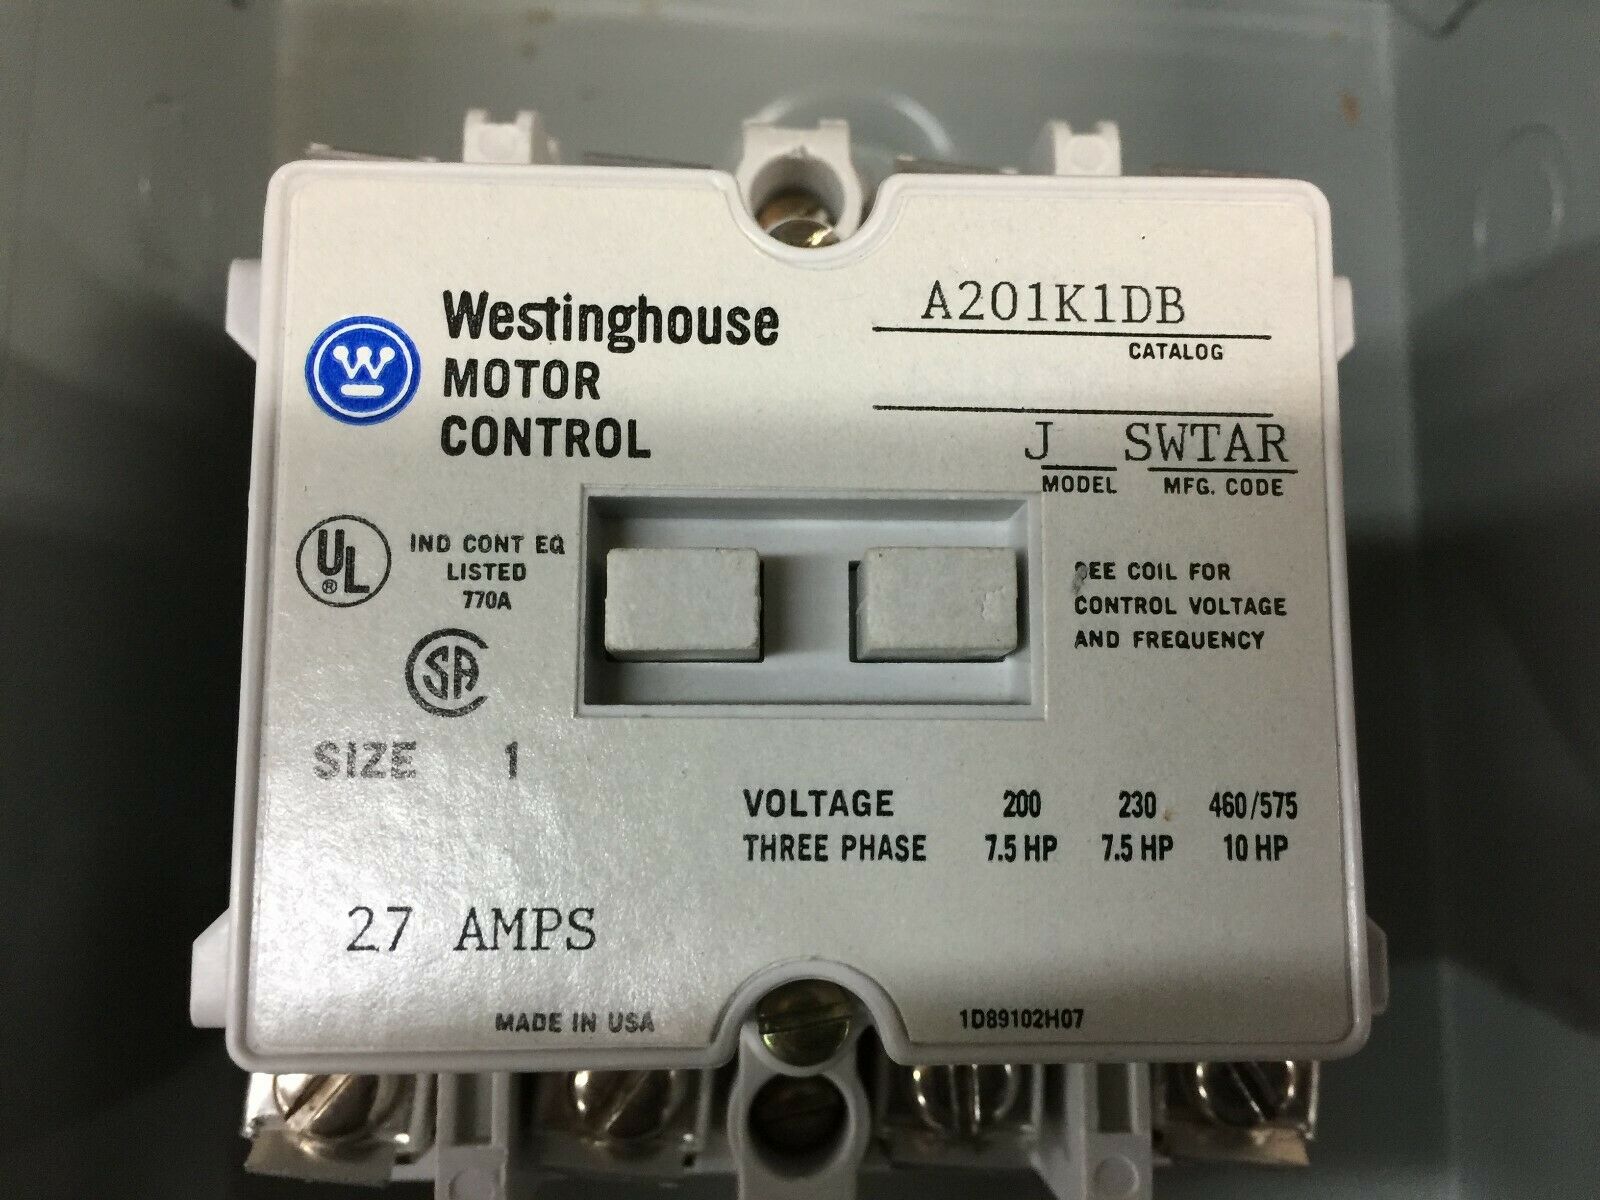 Westinghouse
MOTOR
CONTROL
A201K1DB
CATALOG
J SWTAR
MODEL MFG. CODE
UL
®
IND CONT EQ
LISTED
770A
SA
SEE COIL FOR
CONTROL VOLTAGE
AND FREQUENCY
SIZE 1
VOLTAGE 200 230 460/575
THREE PHASE 7.5 HP 7.5 HP 10 HP
27 AMPS
MADE IN USA
1D89102H07